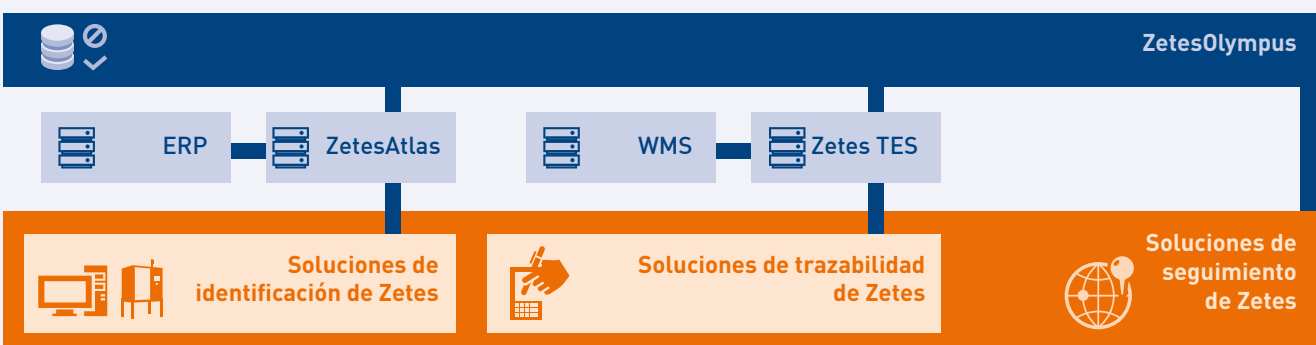 ZetesOlympus
ERP
ZetesAtlas
WMS
Zetes TES
Soluciones de
identificación de Zetes
Soluciones de trazabilidad
de Zetes
Soluciones de
seguimiento
de Zetes